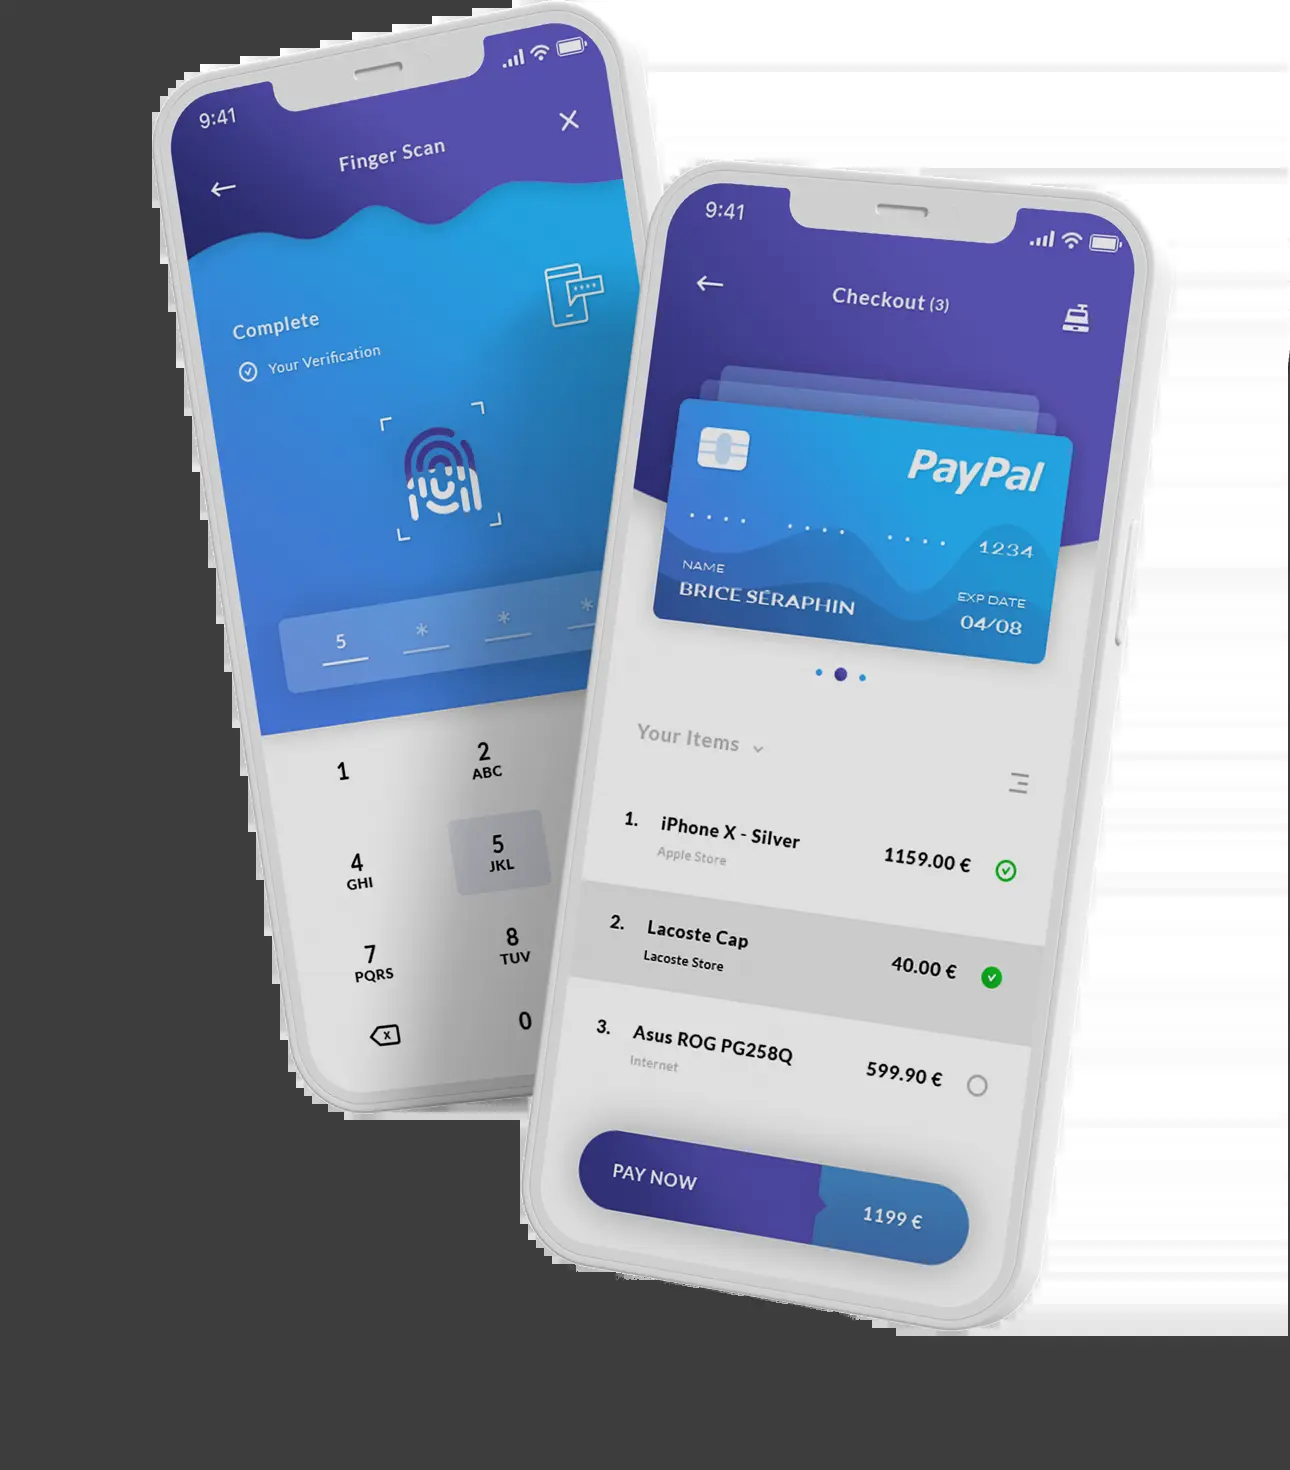 9:41
Finger Scan
Complete
Your Verification
5 * * *
1
2
ABC
4
GHI
5
JKL
7
PQRS
8
TUV
x
0
9:41
Checkout (3)
PayPal
.... .... .... 1234
NAME
BRICE SERAPHIN
EXP DATE
04/08
Your Items
1. iPhone X - Silver 1159.00 €
Apple Store
2. Lacoste Cap 40.00 €
Lacoste Store
3. Asus ROG PG258Q 599.90 €
Internet
PAY NOW 1199 €